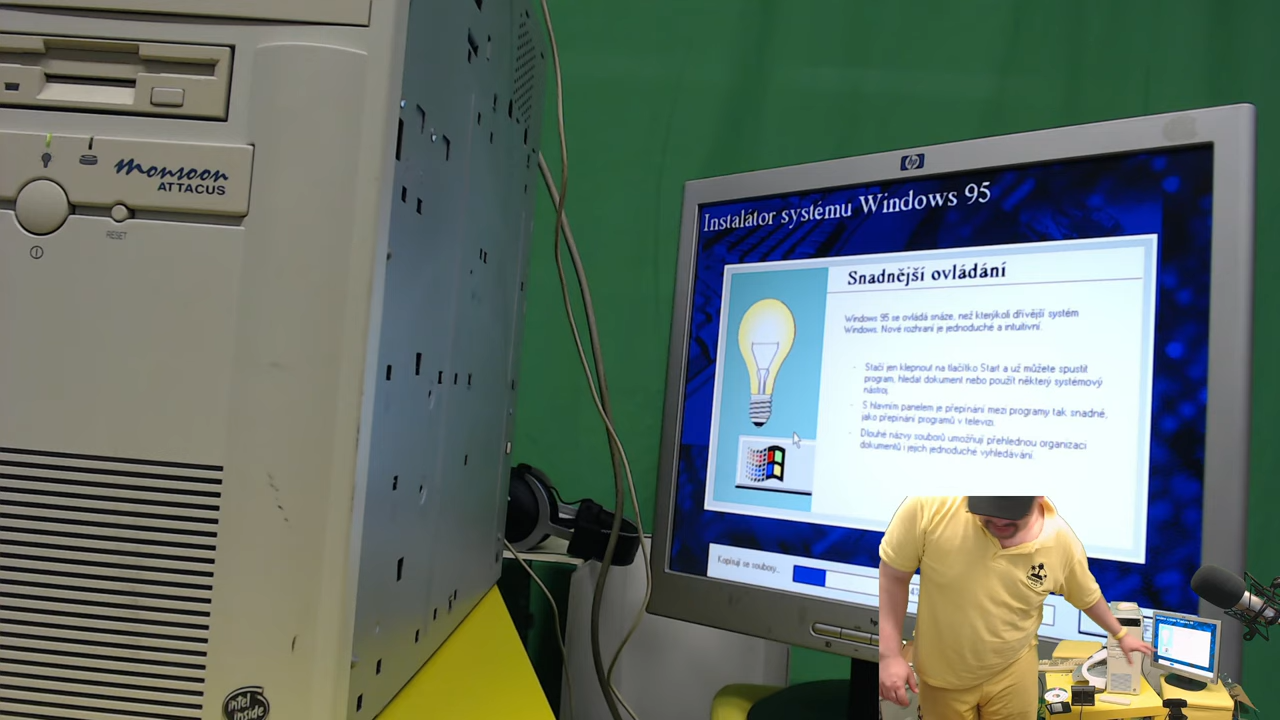 Monsoon
ATTACUS
RESET
intel
inside
hp
Instalátor systému Windows 95
Snadnější ovládání
Windows 95 se ovládá snáze, než kterýkoli dřívější systém
Windows. Nové rozhraní je jednoduché a intuitivní.
- Stačí jen klepnout na tlačítko Start a už můžete spustit
program, hledat dokument nebo použít některý systémový
nástroj.
- S hlavním panelem je přepínání mezi programy tak snadné,
jako přepínání programů v televizi.
- Dlouhé názvy souborů umožňují přehlednou organizaci
dokumentů i jejich jednoduché vyhledávání.
Kopírují se soubory...